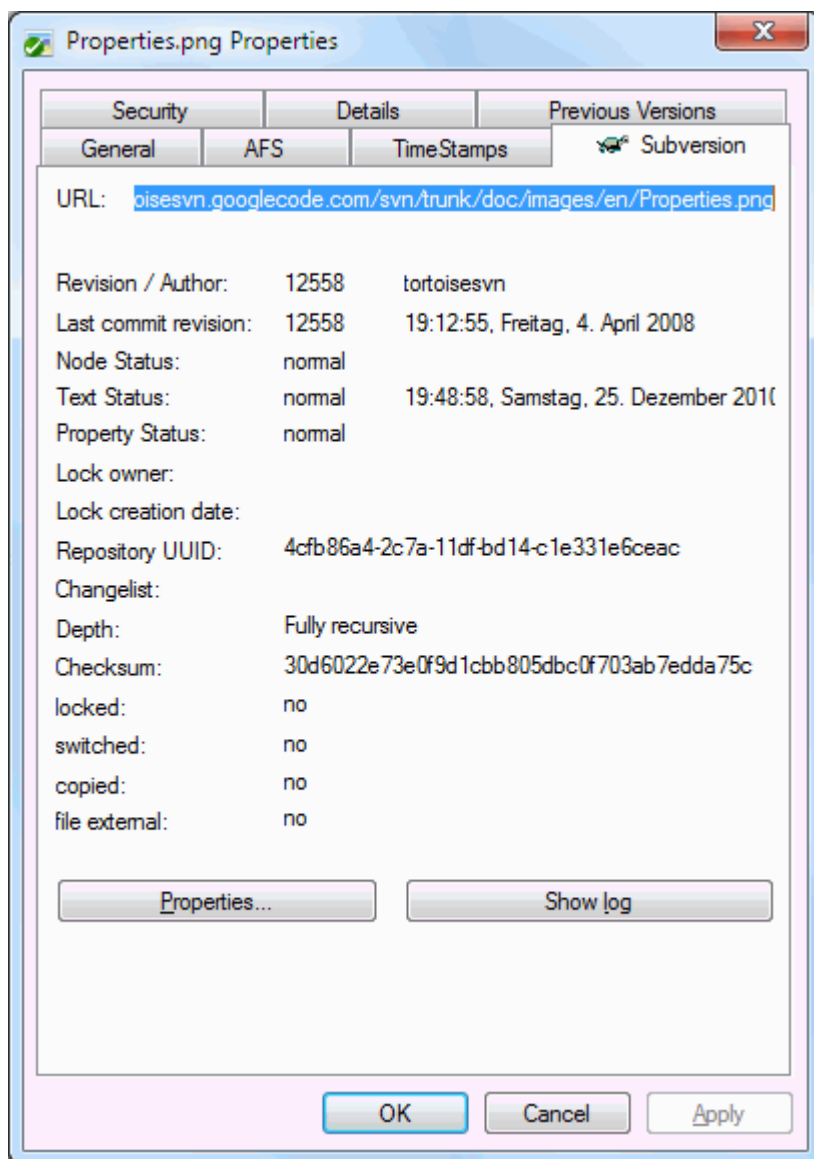 Properties.png Properties
Security Details Previous Versions
General AFS TimeStamps Subversion
URL: oisesvn.googlecode.com/svn/trunk/doc/images/en/Properties.png
Revision / Author: 12558 tortoisesvn
Last commit revision: 12558 19:12:55, Freitag, 4. April 2008
Node Status: normal
Text Status: normal 19:48:58, Samstag, 25. Dezember 2010
Property Status: normal
Lock owner:
Lock creation date:
Repository UUID: 4cfb86a4-2c7a-11df-bd14-c1e331e6ceac
Changelist:
Depth: Fully recursive
Checksum: 30d6022e73e0f9d1cbb805dbc0f703ab7edda75c
locked: no
switched: no
copied: no
file external: no
Properties... Show log
OK Cancel Apply